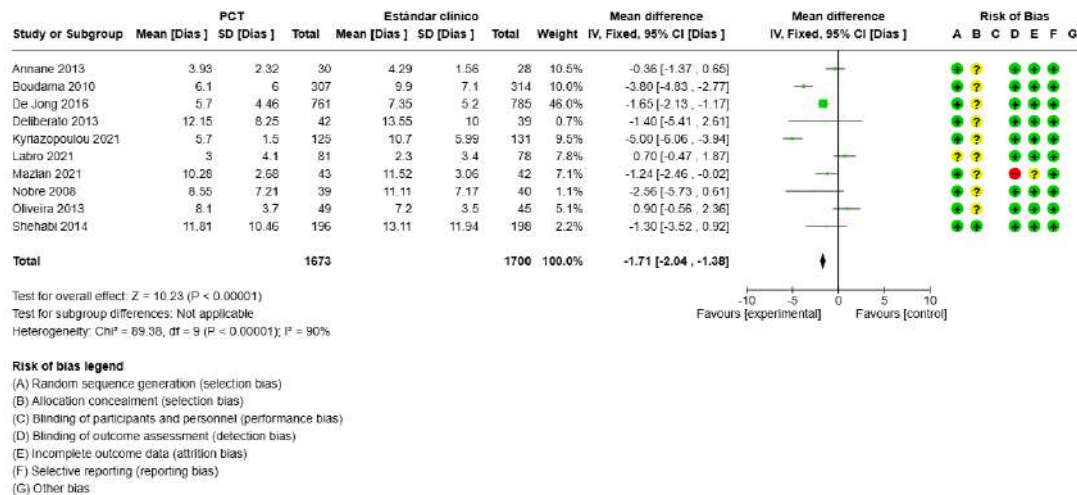 PCT Estándar clínico Mean difference Mean difference Risk of Bias
Study or Subgroup Mean [Días] SD [Días] Total Mean [Días] SD [Días] Total Weight IV, Fixed, 95% CI [Días] IV, Fixed, 95% CI [Días] A B C D E F G
Annane 2013 3.93 2.32 30 4.29 1.56 28 10.5% -0.36 [-1.37 , 0.65] + ? + + +
Boudama 2010 6.1 6 307 9.9 7.1 314 10.0% -3.80 [-4.83 , -2.77] + ? + + +
De Jong 2016 5.7 4.46 761 7.35 5.2 785 46.0% -1.65 [-2.13 , -1.17] + ? + + +
Deliberato 2013 12.15 8.25 42 13.55 10 39 0.7% -1.40 [-5.41 , 2.61] + ? + + +
Kyriazopoulou 2021 5.7 1.5 125 10.7 5.99 131 9.5% -5.00 [-6.06 , -3.94] + ? + + +
Labro 2021 3 4.1 81 2.3 3.4 78 7.8% 0.70 [-0.47 , 1.87] ? ? + + +
Mazlan 2021 10.28 2.68 43 11.52 3.06 42 7.2% -1.24 [-2.46 , -0.02] + ? − ? +
Nobre 2008 8.55 7.21 39 11.11 7.17 40 1.1% -2.56 [-5.73 , 0.61] + ? + + +
Oliveira 2013 8.1 3.7 49 7.2 3.5 45 5.1% 0.90 [-0.56 , 2.36] + ? + + +
Shehabi 2014 11.81 10.46 196 13.11 11.94 198 2.2% -1.30 [-3.52 , 0.92] + + + + +
Total 1673 1700 100.0% -1.71 [-2.04 , -1.38]
Test for overall effect: Z = 10.23 (P < 0.00001)
Test for subgroup differences: Not applicable
Heterogeneity: Chi² = 89.38, df = 9 (P < 0.00001); I² = 90%
-10 -5 0 5 10
Favours [experimental] Favours [control]
Risk of bias legend
(A) Random sequence generation (selection bias)
(B) Allocation concealment (selection bias)
(C) Blinding of participants and personnel (performance bias)
(D) Blinding of outcome assessment (detection bias)
(E) Incomplete outcome data (attrition bias)
(F) Selective reporting (reporting bias)
(G) Other bias